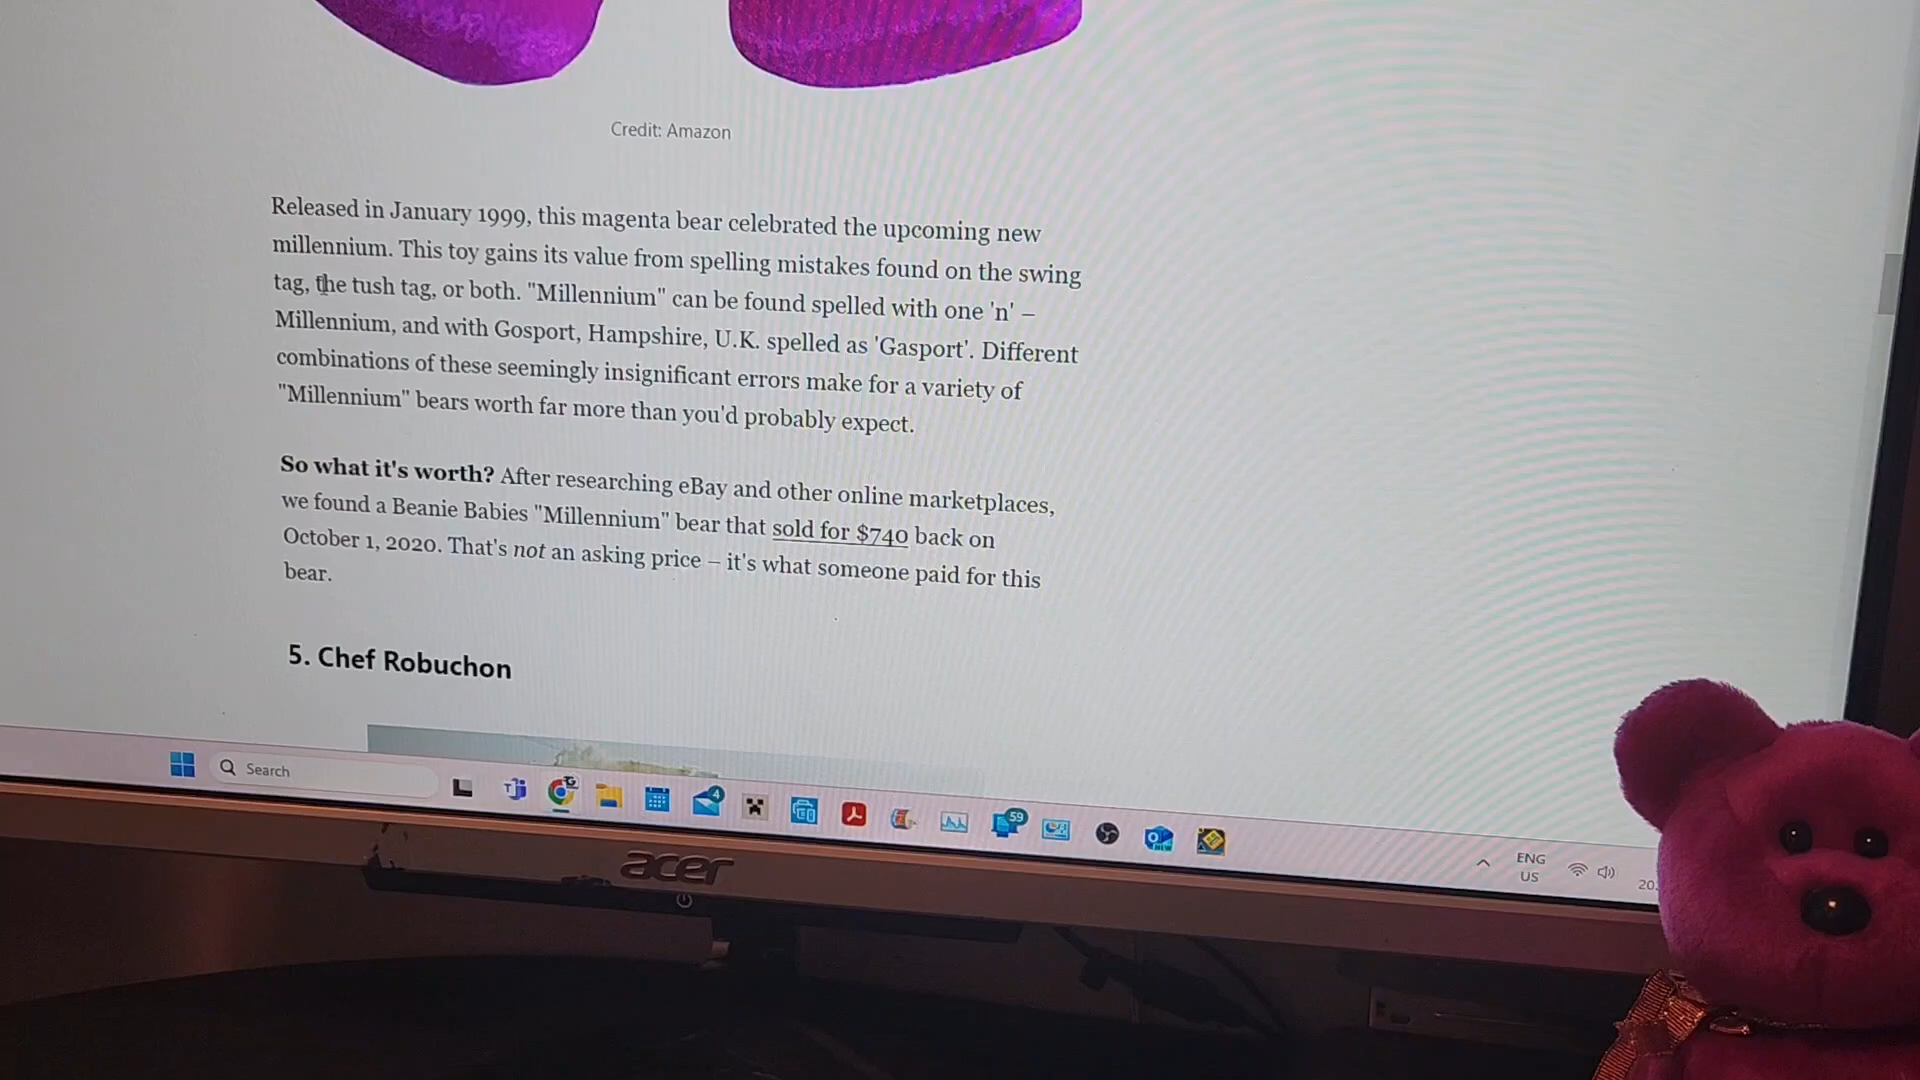 Credit: Amazon
Released in January 1999, this magenta bear celebrated the upcoming new
millennium. This toy gains its value from spelling mistakes found on the swing
tag, the tush tag, or both. "Millennium" can be found spelled with one 'n' –
Millennium, and with Gosport, Hampshire, U.K. spelled as 'Gasport'. Different
combinations of these seemingly insignificant errors make for a variety of
"Millennium" bears worth far more than you'd probably expect.
So what it's worth? After researching eBay and other online marketplaces,
we found a Beanie Babies "Millennium" bear that sold for $740 back on
October 1, 2020. That's not an asking price – it's what someone paid for this
bear.
5. Chef Robuchon
Search
4
59
NEW
ENG
US
20
acer